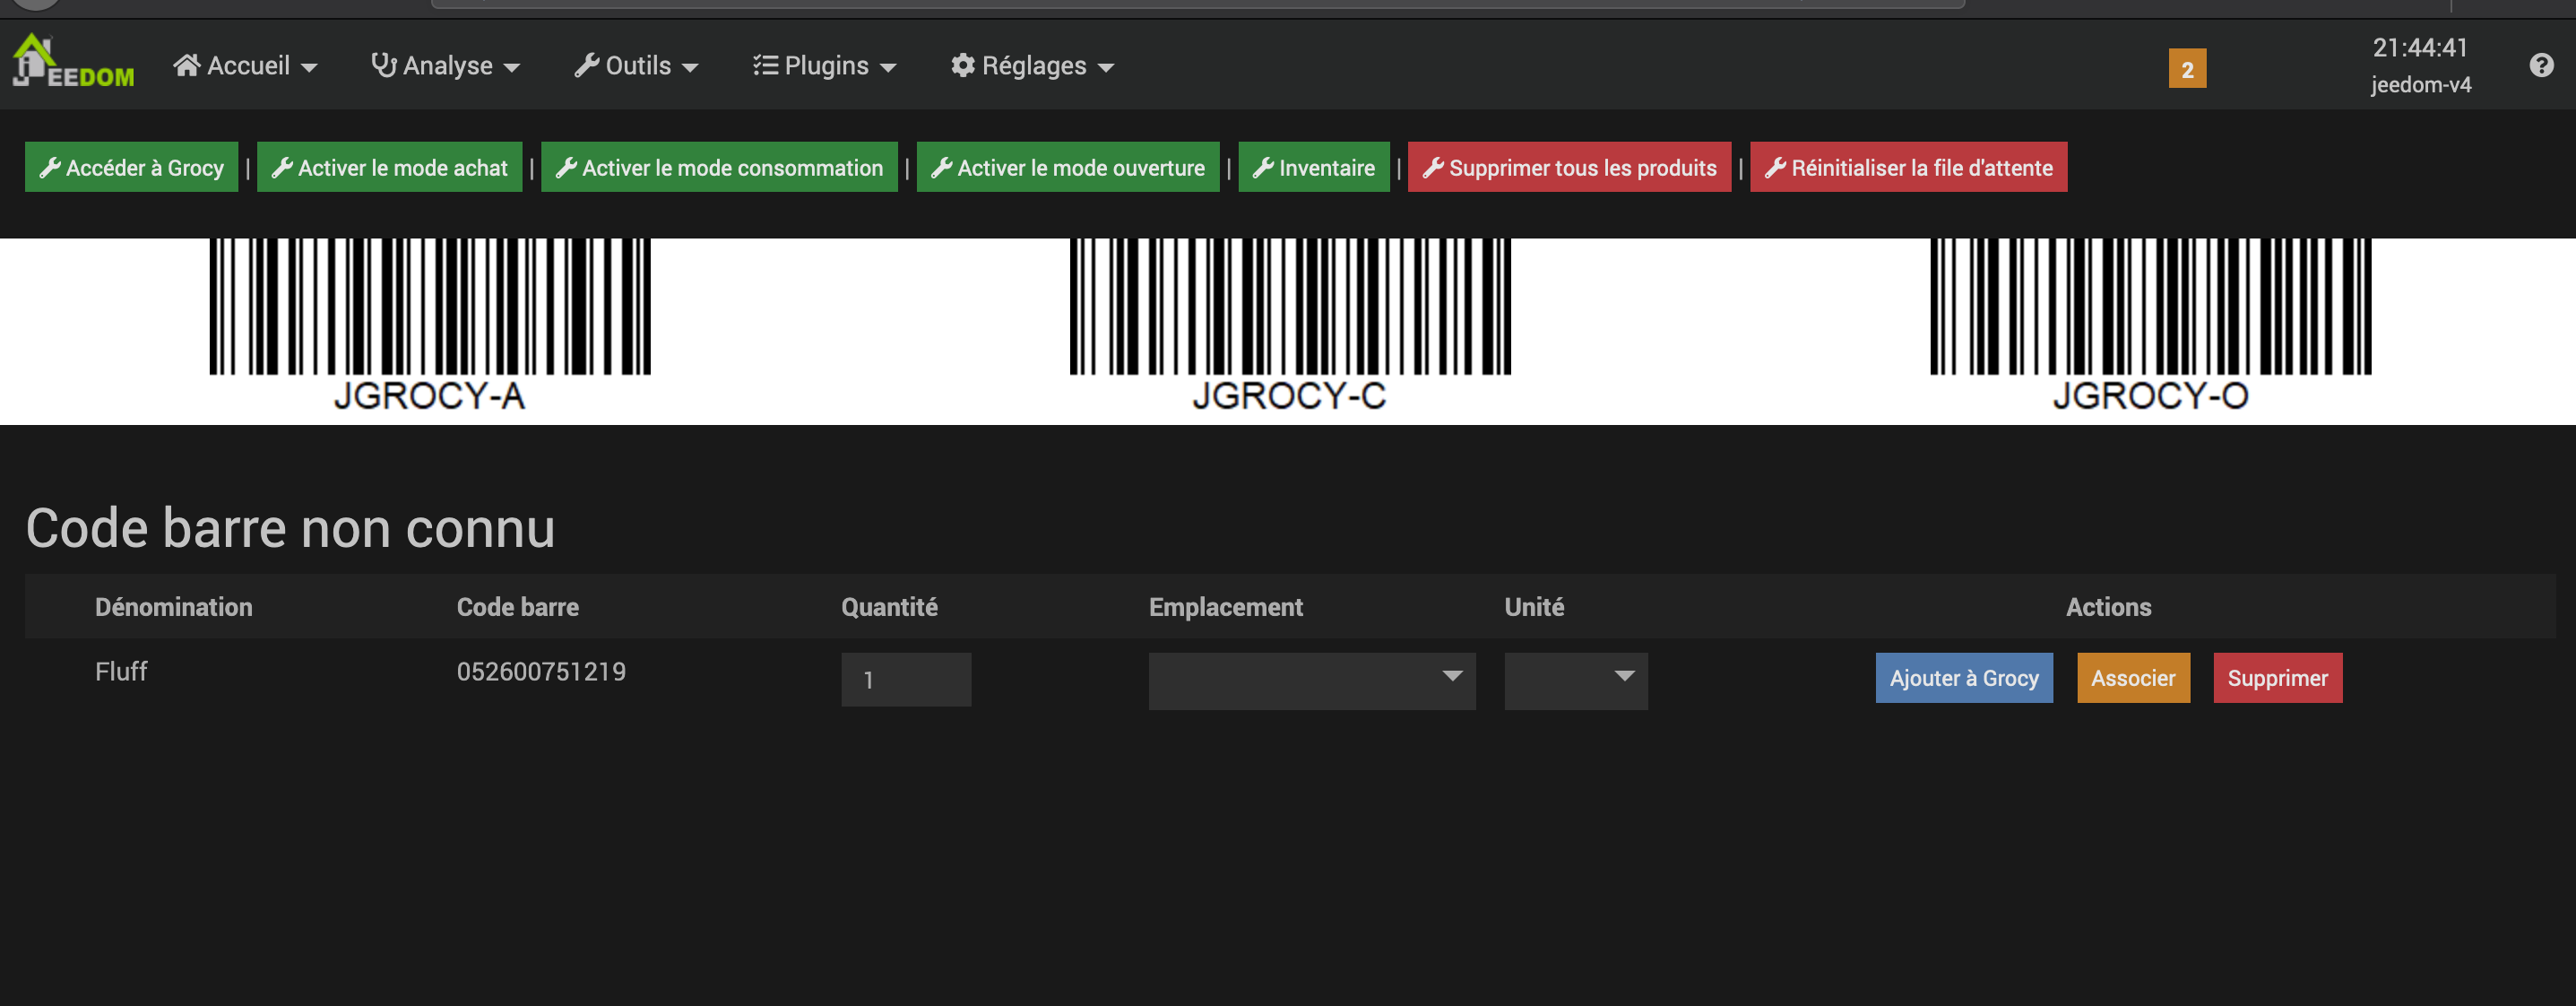 JEEDOM Accueil Analyse Outils Plugins Réglages 2 21:44:41
jeedom-v4
Accéder à Grocy | Activer le mode achat | Activer le mode consommation | Activer le mode ouverture | Inventaire | Supprimer tous les produits | Réinitialiser la file d'attente
JGROCY-A JGROCY-C JGROCY-O
Code barre non connu
Dénomination Code barre Quantité Emplacement Unité Actions
Fluff 052600751219 1 Ajouter à Grocy Associer Supprimer